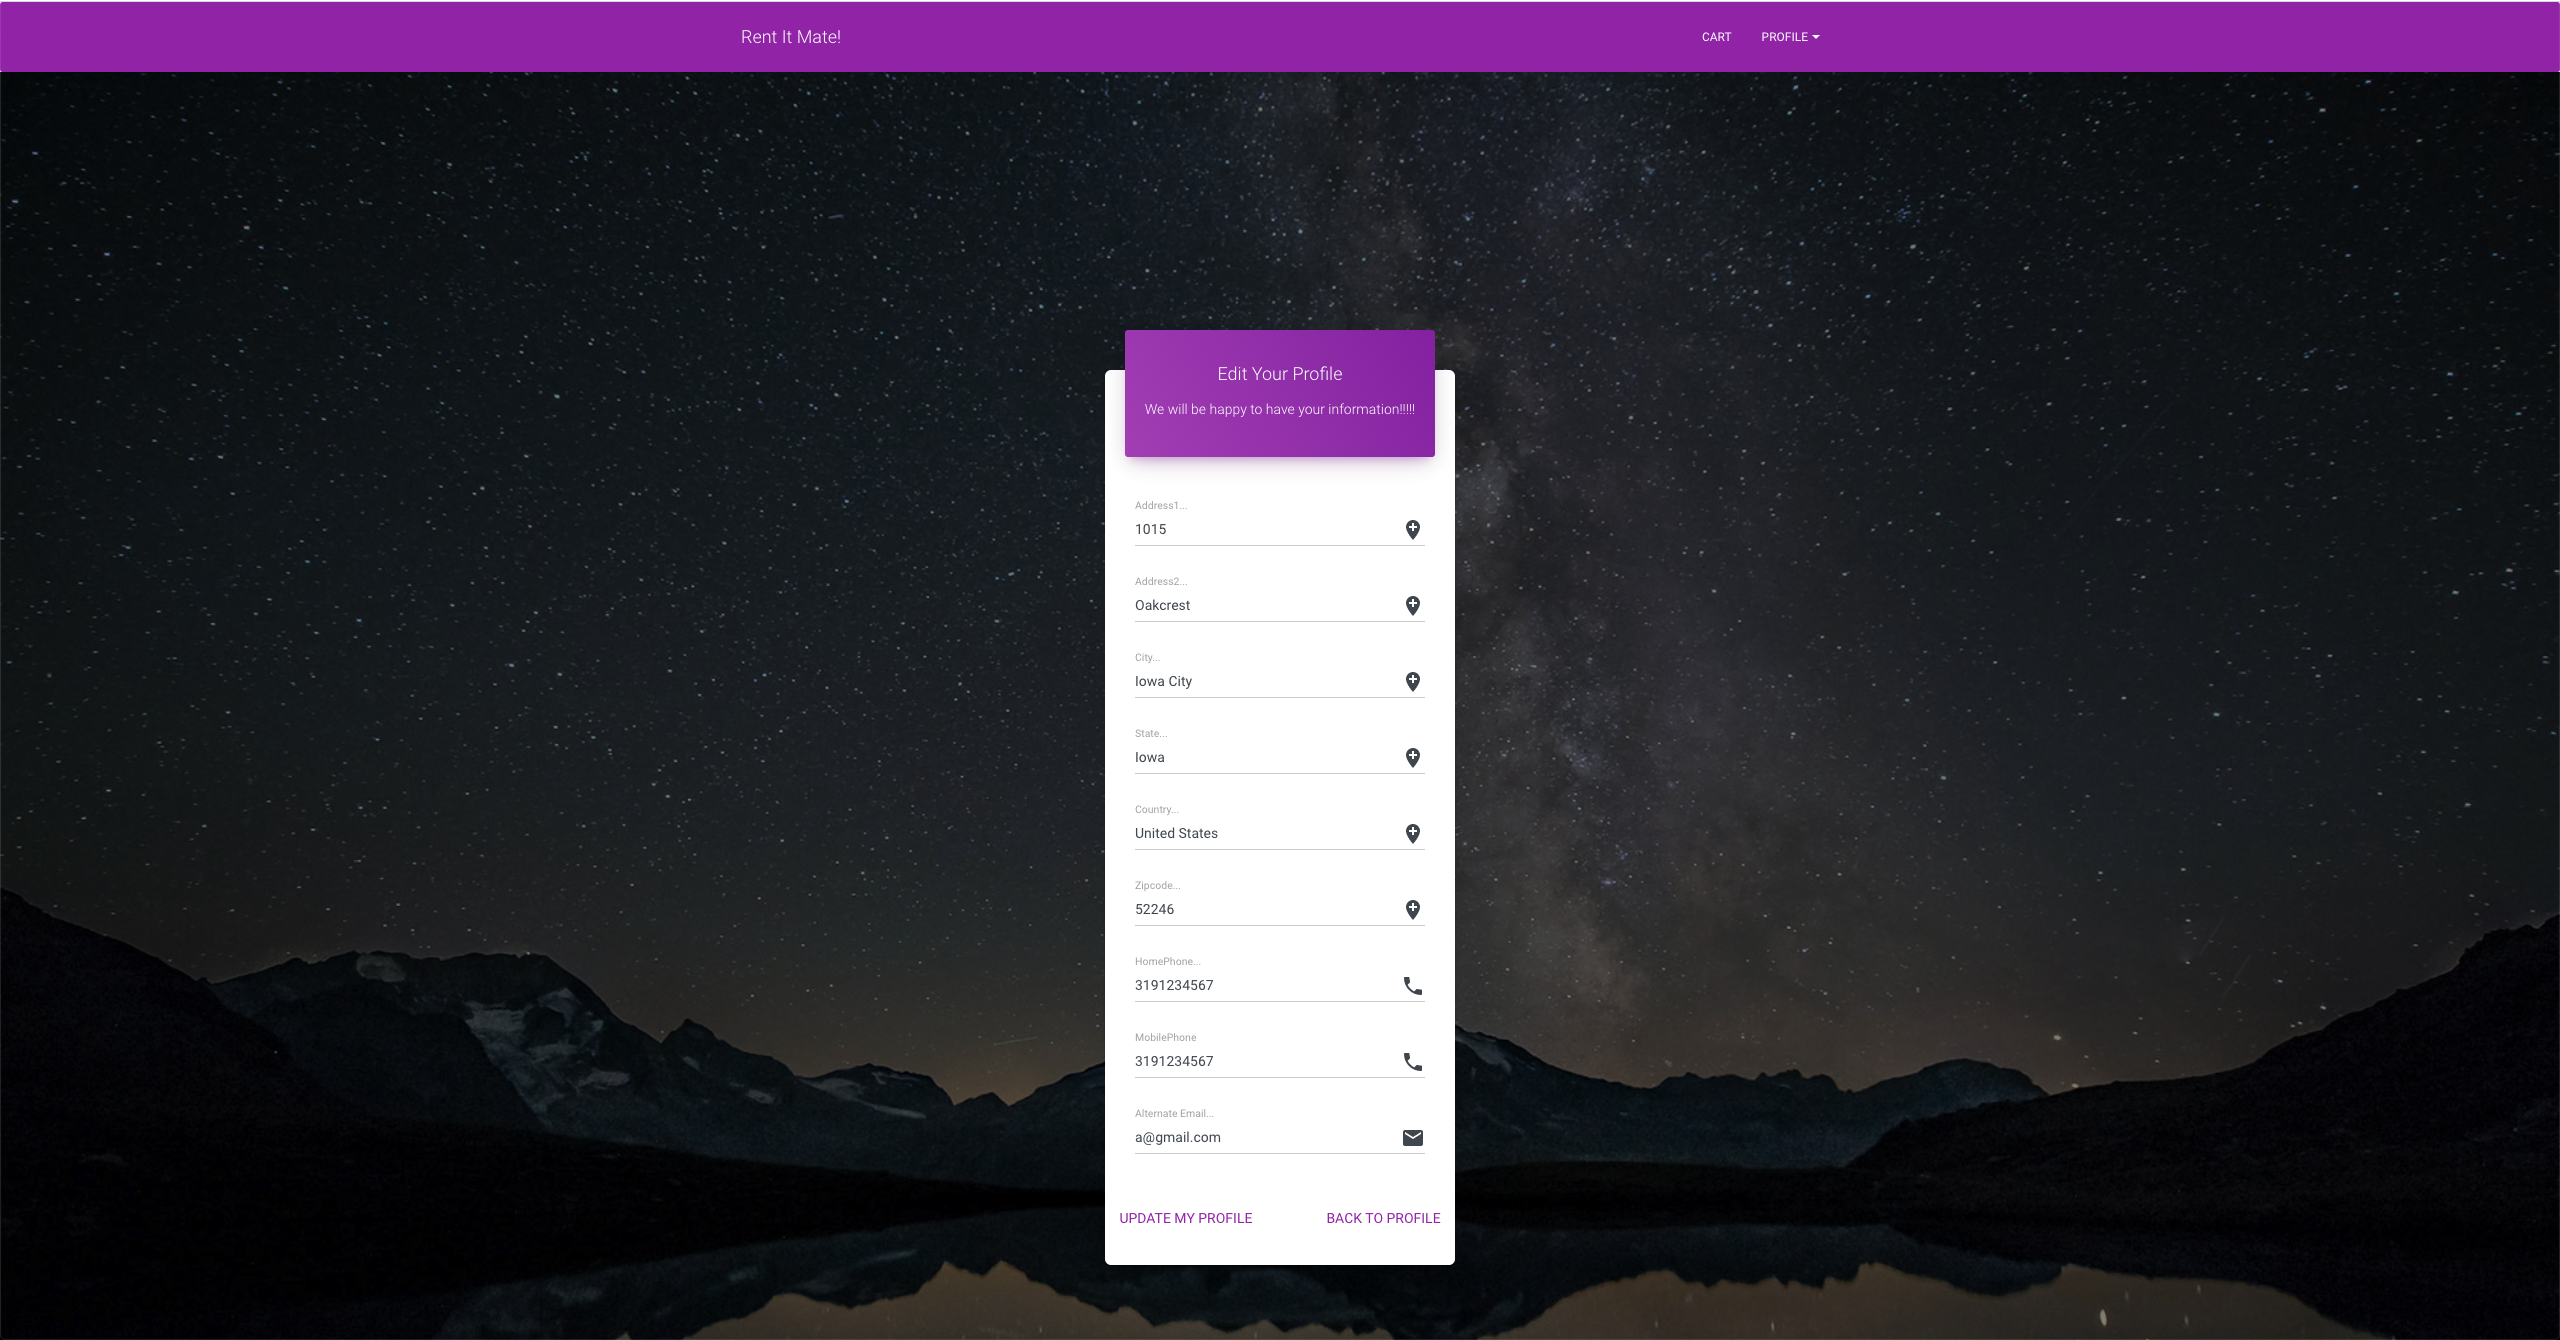 Rent It Mate!
CART
PROFILE
Edit Your Profile
We will be happy to have your information!!!!!
Address1...
1015
Address2...
Oakcrest
City...
Iowa City
State...
Iowa
Country...
United States
Zipcode...
52246
HomePhone...
3191234567
MobilePhone
3191234567
Alternate Email...
a@gmail.com
UPDATE MY PROFILE
BACK TO PROFILE